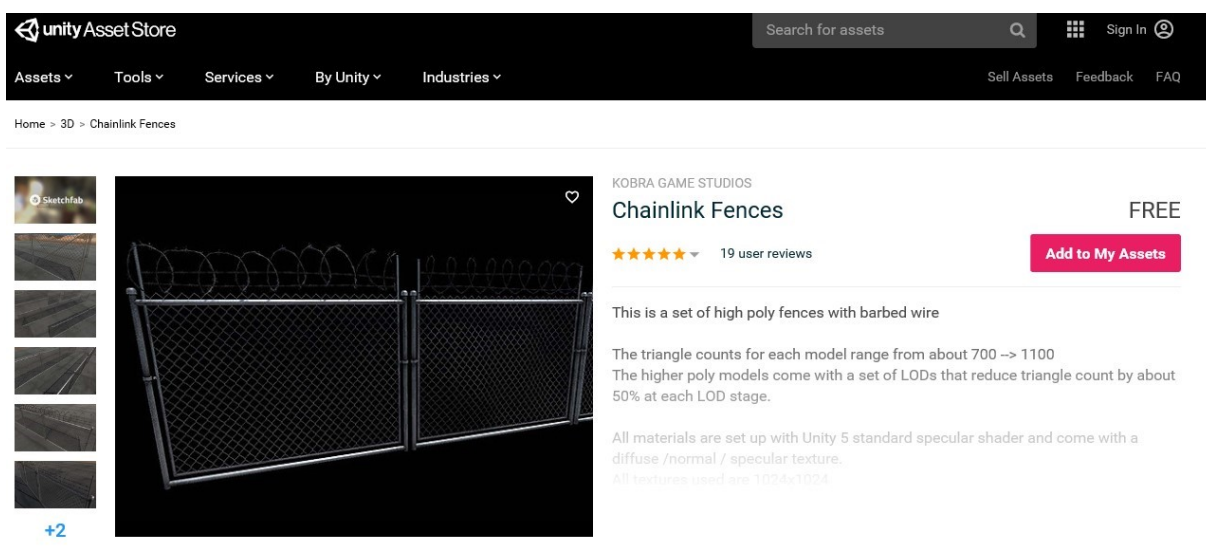 unity Asset Store
Search for assets
Sign In
Assets
Tools
Services
By Unity
Industries
Sell Assets
Feedback
FAQ
Home > 3D > Chainlink Fences
Sketchfab
+2
KOBRA GAME STUDIOS
Chainlink Fences
FREE
19 user reviews
Add to My Assets
This is a set of high poly fences with barbed wire
The triangle counts for each model range from about 700 --> 1100
The higher poly models come with a set of LODs that reduce triangle count by about
50% at each LOD stage.
All materials are set up with Unity 5 standard specular shader and come with a
diffuse /normal / specular texture.
All textures used are 1024x1024